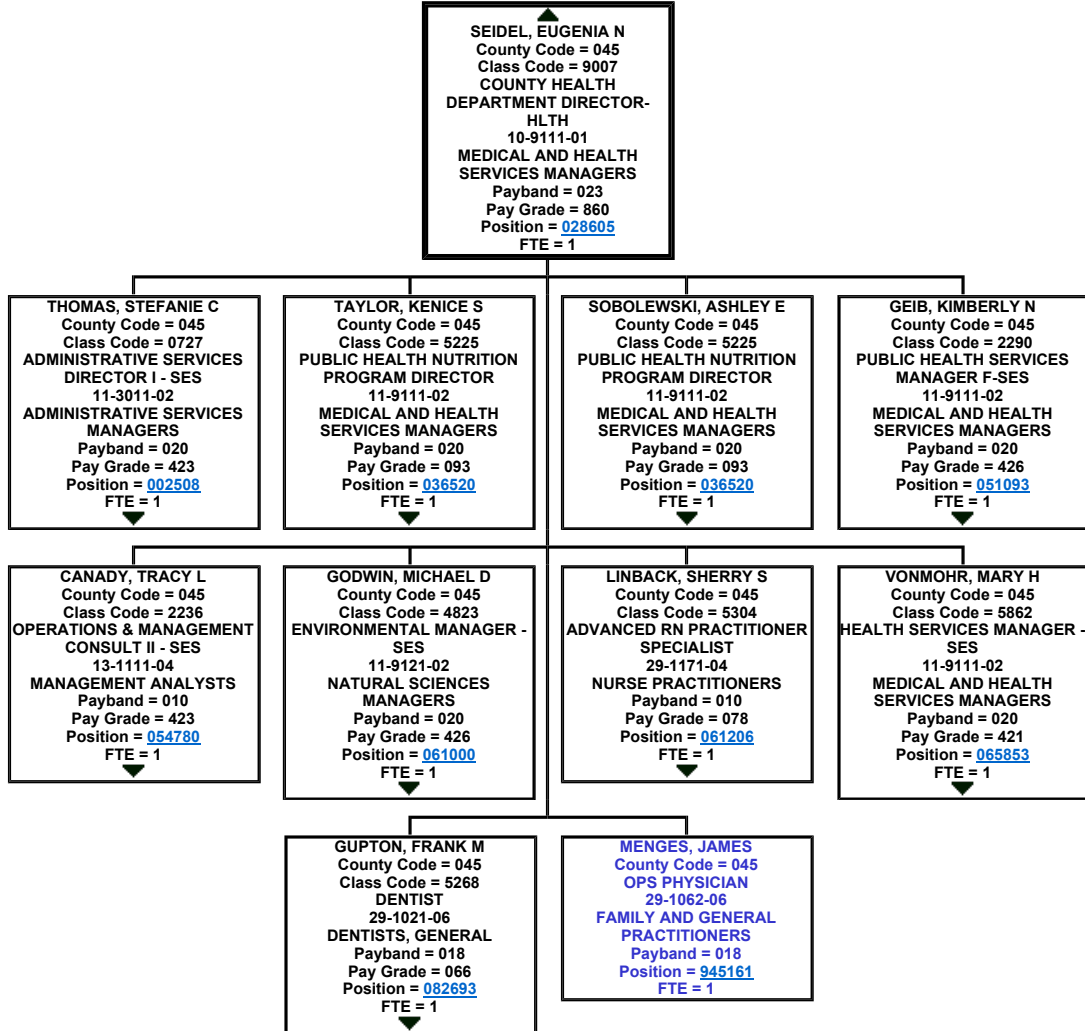 SEIDEL, EUGENIA N
County Code = 045
Class Code = 9007
COUNTY HEALTH
DEPARTMENT DIRECTOR-
HLTH
10-9111-01
MEDICAL AND HEALTH
SERVICES MANAGERS
Payband = 023
Pay Grade = 860
Position = 028605
FTE = 1
THOMAS, STEFANIE C
County Code = 045
Class Code = 0727
ADMINISTRATIVE SERVICES
DIRECTOR I - SES
11-3011-02
ADMINISTRATIVE SERVICES
MANAGERS
Payband = 020
Pay Grade = 423
Position = 002508
FTE = 1
TAYLOR, KENICE S
County Code = 045
Class Code = 5225
PUBLIC HEALTH NUTRITION
PROGRAM DIRECTOR
11-9111-02
MEDICAL AND HEALTH
SERVICES MANAGERS
Payband = 020
Pay Grade = 093
Position = 036520
FTE = 1
SOBOLEWSKI, ASHLEY E
County Code = 045
Class Code = 5225
PUBLIC HEALTH NUTRITION
PROGRAM DIRECTOR
11-9111-02
MEDICAL AND HEALTH
SERVICES MANAGERS
Payband = 020
Pay Grade = 093
Position = 036520
FTE = 1
GEIB, KIMBERLY N
County Code = 045
Class Code = 2290
PUBLIC HEALTH SERVICES
MANAGER F-SES
11-9111-02
MEDICAL AND HEALTH
SERVICES MANAGERS
Payband = 020
Pay Grade = 426
Position = 051093
FTE = 1
CANADY, TRACY L
County Code = 045
Class Code = 2236
OPERATIONS & MANAGEMENT
CONSULT II - SES
13-1111-04
MANAGEMENT ANALYSTS
Payband = 010
Pay Grade = 423
Position = 054780
FTE = 1
GODWIN, MICHAEL D
County Code = 045
Class Code = 4823
ENVIRONMENTAL MANAGER -
SES
11-9121-02
NATURAL SCIENCES
MANAGERS
Payband = 020
Pay Grade = 426
Position = 061000
FTE = 1
LINBACK, SHERRY S
County Code = 045
Class Code = 5304
ADVANCED RN PRACTITIONER
SPECIALIST
29-1171-04
NURSE PRACTITIONERS
Payband = 010
Pay Grade = 078
Position = 061206
FTE = 1
VONMOHR, MARY H
County Code = 045
Class Code = 5862
HEALTH SERVICES MANAGER -
SES
11-9111-02
MEDICAL AND HEALTH
SERVICES MANAGERS
Payband = 020
Pay Grade = 421
Position = 065853
FTE = 1
GUPTON, FRANK M
County Code = 045
Class Code = 5268
DENTIST
29-1021-06
DENTISTS, GENERAL
Payband = 018
Pay Grade = 066
Position = 082693
FTE = 1
MENGES, JAMES
County Code = 045
OPS PHYSICIAN
29-1062-06
FAMILY AND GENERAL
PRACTITIONERS
Payband = 018
Position = 945161
FTE = 1